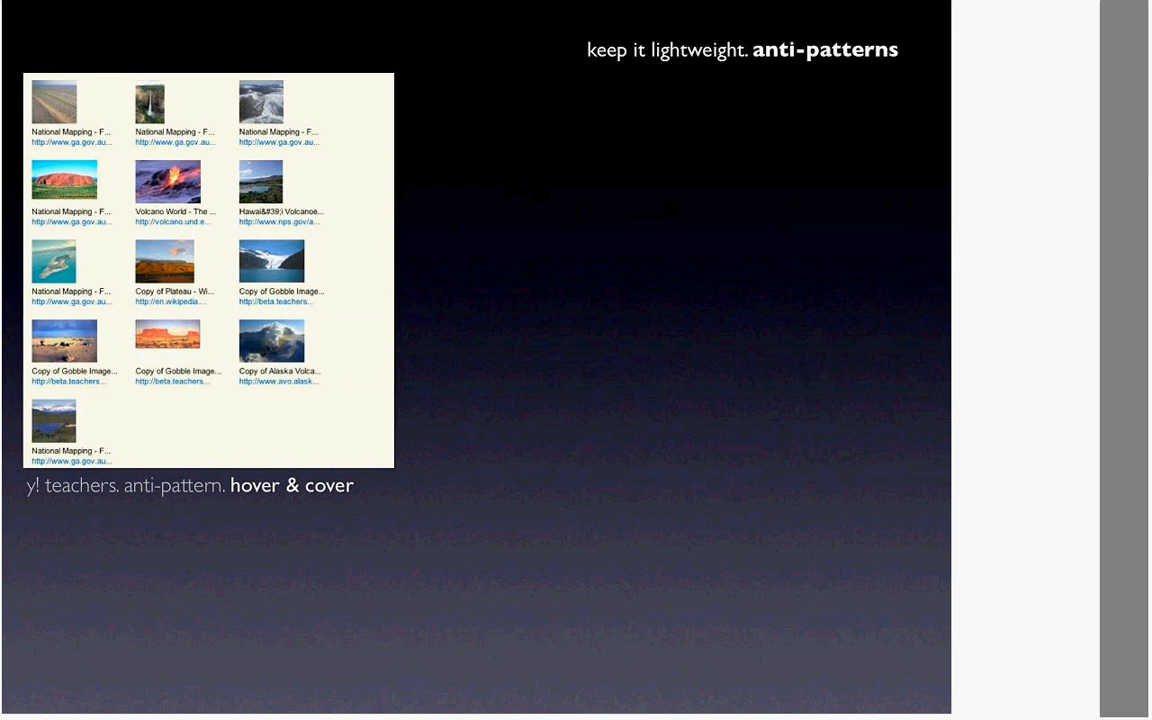 keep it lightweight. anti-patterns
National Mapping - F...
http://www.ga.gov.au...
National Mapping - F...
http://www.ga.gov.au...
National Mapping - F...
http://www.ga.gov.au...
National Mapping - F...
http://www.ga.gov.au...
Volcano World - The ...
http://volcano.und.e...
Hawai&#39;i Volcanoe...
http://www.nps.gov/a...
National Mapping - F...
http://www.ga.gov.au...
Copy of Plateau - Wi...
http://en.wikipedia....
Copy of Gobble Image...
http://beta.teachers...
Copy of Gobble Image...
http://beta.teachers...
Copy of Gobble Image...
http://beta.teachers...
Copy of Alaska Volca...
http://www.avo.alask...
National Mapping - F...
http://www.ga.gov.au...
y! teachers. anti-pattern. hover & cover